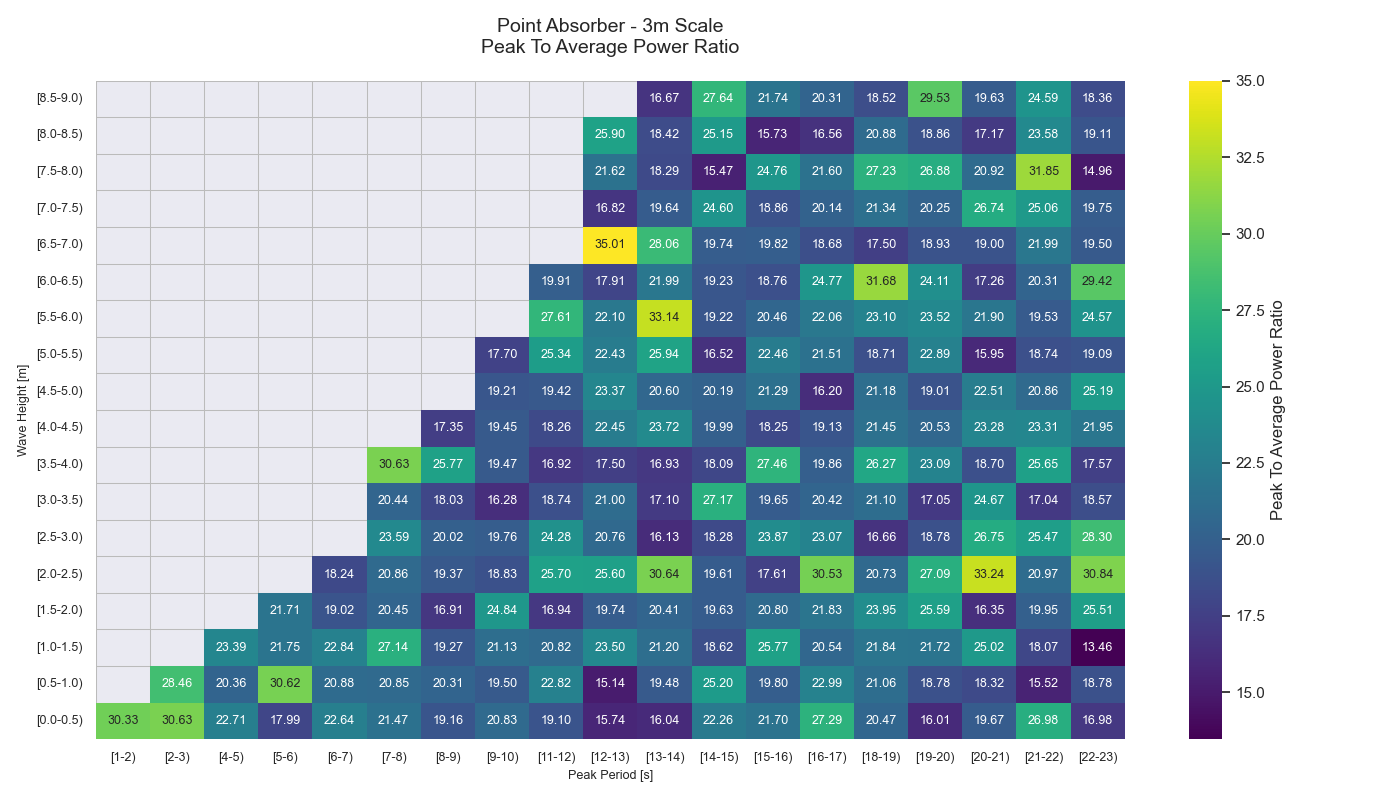 Point Absorber - 3m Scale
Peak To Average Power Ratio
[8.5-9.0) 16.67 27.64 21.74 20.31 18.52 29.53 19.63 24.59 18.36
[8.0-8.5) 25.90 18.42 25.15 15.73 16.56 20.88 18.86 17.17 23.58 19.11
[7.5-8.0) 21.62 18.29 15.47 24.76 21.60 27.23 26.88 20.92 31.85 14.96
[7.0-7.5) 16.82 19.64 24.60 18.86 20.14 21.34 20.25 26.74 25.06 19.75
[6.5-7.0) 35.01 28.06 19.74 19.82 18.68 17.50 18.93 19.00 21.99 19.50
[6.0-6.5) 19.91 17.91 21.99 19.23 18.76 24.77 31.68 24.11 17.26 20.31 29.42
[5.5-6.0) 27.61 22.10 33.14 19.22 20.46 22.06 23.10 23.52 21.90 19.53 24.57
[5.0-5.5) 17.70 25.34 22.43 25.94 16.52 22.46 21.51 18.71 22.89 15.95 18.74 19.09
[4.5-5.0) 19.21 19.42 23.37 20.60 20.19 21.29 16.20 21.18 19.01 22.51 20.86 25.19
[4.0-4.5) 17.35 19.45 18.26 22.45 23.72 19.99 18.25 19.13 21.45 20.53 23.28 23.31 21.95
[3.5-4.0) 30.63 25.77 19.47 16.92 17.50 16.93 18.09 27.46 19.86 26.27 23.09 18.70 25.65 17.57
[3.0-3.5) 20.44 18.03 16.28 18.74 21.00 17.10 27.17 19.65 20.42 21.10 17.05 24.67 17.04 18.57
[2.5-3.0) 23.59 20.02 19.76 24.28 20.76 16.13 18.28 23.87 23.07 16.66 18.78 26.75 25.47 28.30
[2.0-2.5) 18.24 20.86 19.37 18.83 25.70 25.60 30.64 19.61 17.61 30.53 20.73 27.09 33.24 20.97 30.84
[1.5-2.0) 21.71 19.02 20.45 16.91 24.84 16.94 19.74 20.41 19.63 20.80 21.83 23.95 25.59 16.35 19.95 25.51
[1.0-1.5) 23.39 21.75 22.84 27.14 19.27 21.13 20.82 23.50 21.20 18.62 25.77 20.54 21.84 21.72 25.02 18.07 13.46
[0.5-1.0) 28.46 20.36 30.62 20.88 20.85 20.31 19.50 22.82 15.14 19.48 25.20 19.80 22.99 21.06 18.78 18.32 15.52 18.78
[0.0-0.5) 30.33 30.63 22.71 17.99 22.64 21.47 19.16 20.83 19.10 15.74 16.04 22.26 21.70 27.29 20.47 16.01 19.67 26.98 16.98
[1-2) [2-3) [4-5) [5-6) [6-7) [7-8) [8-9) [9-10) [11-12) [12-13) [13-14) [14-15) [15-16) [16-17) [18-19) [19-20) [20-21) [21-22) [22-23)
Peak Period [s]
Wave Height [m]
35.0
32.5
30.0
27.5
25.0
22.5
20.0
17.5
15.0
Peak To Average Power Ratio